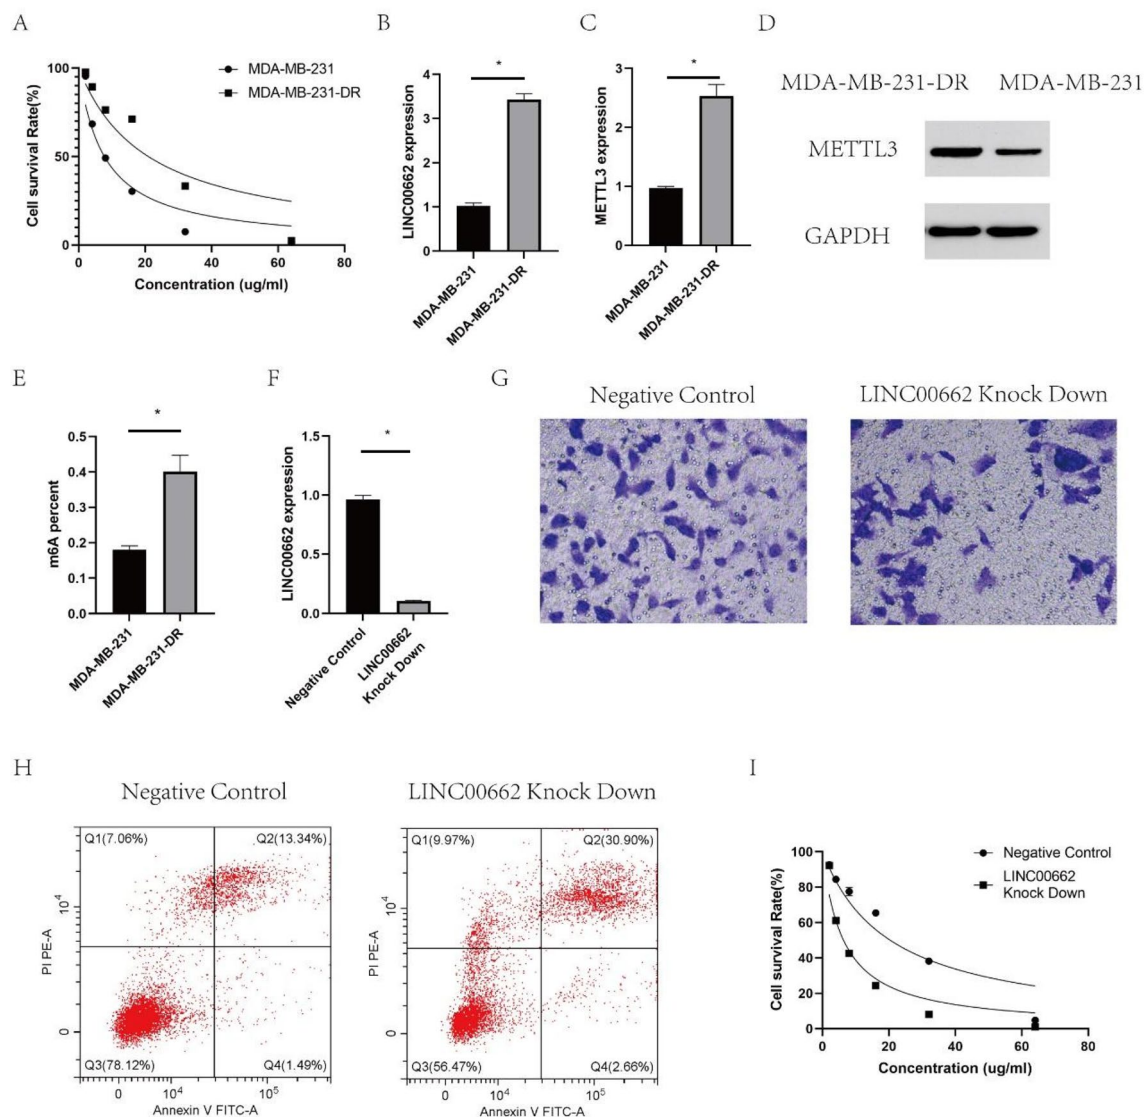 A
Cell survival Rate(%)
100
50
0
0 20 40 60 80
Concentration (ug/ml)
MDA-MB-231
MDA-MB-231-DR
B
*
LINC00662 expression
4
3
2
1
0
MDA-MB-231
MDA-MB-231-DR
C
*
METTL3 expression
3
2
1
0
MDA-MB-231
MDA-MB-231-DR
D
MDA-MB-231-DR MDA-MB-231
METTL3
GAPDH
E
*
m6A percent
0.5
0.4
0.3
0.2
0.1
0.0
MDA-MB-231
MDA-MB-231-DR
F
*
LINC00662 expression
1.5
1.0
0.5
0.0
Negative Control
LINC00662
Knock Down
G
Negative Control
LINC00662 Knock Down
H
Negative Control
Q1(7.06%) Q2(13.34%)
PI PE-A
10⁴
0
Q3(78.12%) Q4(1.49%)
0 10⁴ 10⁵
Annexin V FITC-A
LINC00662 Knock Down
Q1(9.97%) Q2(30.90%)
PI PE-A
10⁴
0
Q3(56.47%) Q4(2.66%)
0 10⁴ 10⁵
Annexin V FITC-A
I
Cell survival Rate(%)
100
80
60
40
20
0
0 20 40 60 80
Concentration (ug/ml)
Negative Control
LINC00662
Knock Down